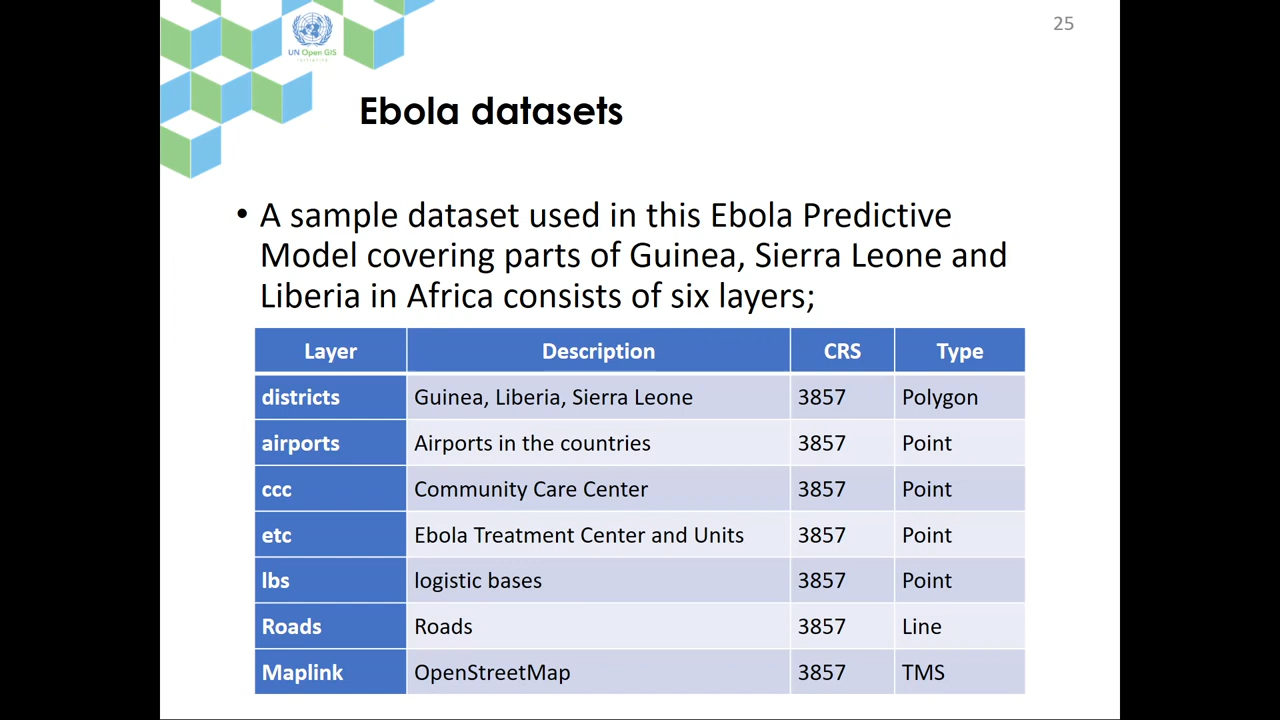 25
UN Open GIS
INITIATIVE
Ebola datasets
• A sample dataset used in this Ebola Predictive
Model covering parts of Guinea, Sierra Leone and
Liberia in Africa consists of six layers;
Layer Description CRS Type
districts Guinea, Liberia, Sierra Leone 3857 Polygon
airports Airports in the countries 3857 Point
ccc Community Care Center 3857 Point
etc Ebola Treatment Center and Units 3857 Point
lbs logistic bases 3857 Point
Roads Roads 3857 Line
Maplink OpenStreetMap 3857 TMS